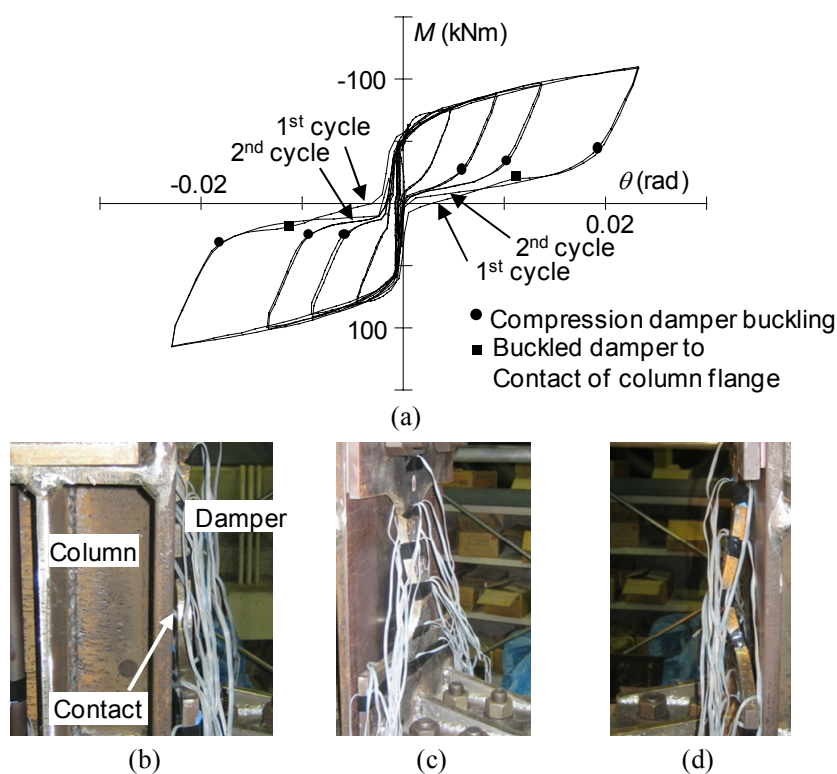 M (kNm)
-100
1st cycle
2nd cycle
-0.02
θ (rad)
0.02
2nd cycle
1st cycle
100
● Compression damper buckling
■ Buckled damper to
Contact of column flange
(a)
Damper
Column
Contact
(b) (c) (d)